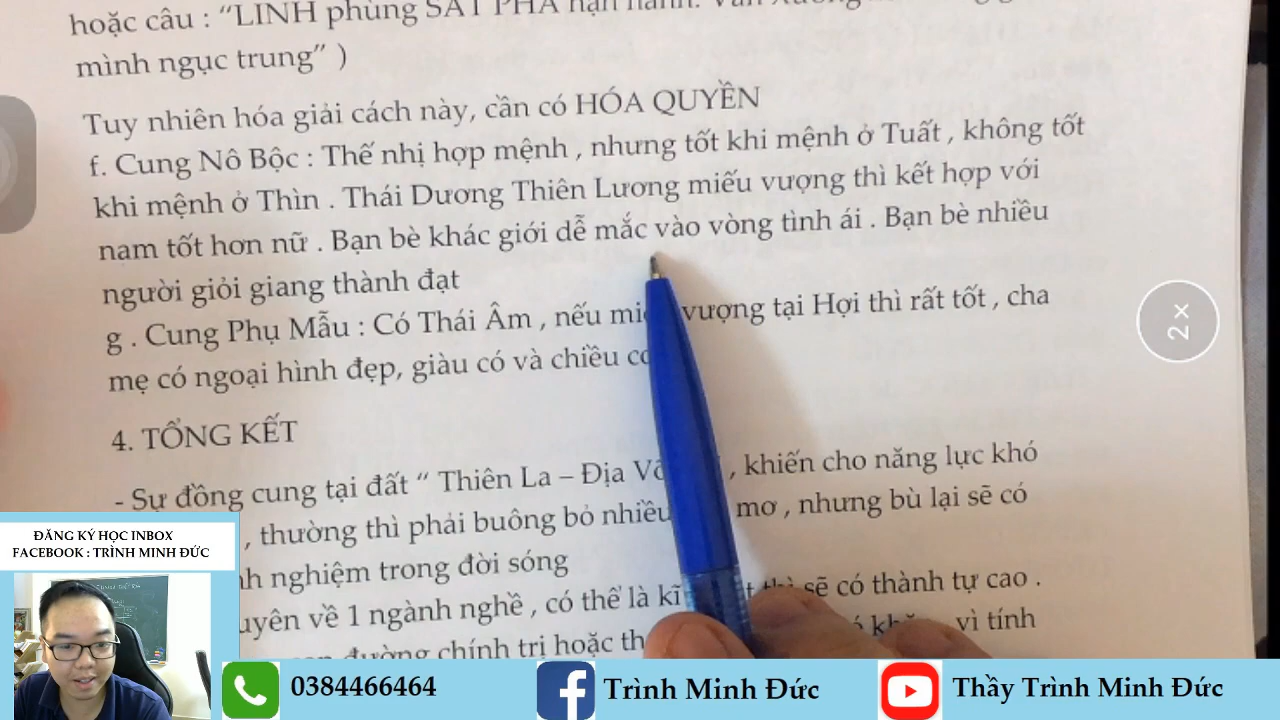 hoặc câu : “LINH phùng SÁT PHÁ hạn hành.
mình ngục trung” )
Tuy nhiên hóa giải cách này, cần có HÓA QUYỀN
f. Cung Nô Bộc : Thế nhị hợp mệnh , nhưng tốt khi mệnh ở Tuất , không tốt
khi mệnh ở Thìn . Thái Dương Thiên Lương miếu vượng thì kết hợp với
nam tốt hơn nữ . Bạn bè khác giới dễ mắc vào vòng tình ái . Bạn bè nhiều
người giỏi giang thành đạt
g . Cung Phụ Mẫu : Có Thái Âm , nếu vượng tại Hợi thì rất tốt , cha
mẹ có ngoại hình đẹp, giàu có và chiều
4. TỔNG KẾT
- Sự đồng cung tại đất “ Thiên La – Địa , khiến cho năng lực khó
, thường thì phải buông bỏ nhiều mơ , nhưng bù lại sẽ có
nghiệm trong đời sống
về 1 ngành nghề , có thể là kĩ thì sẽ có thành tự cao .
đường chính trị hoặc vì tính
2×
ĐĂNG KÝ HỌC INBOX
FACEBOOK : TRÌNH MINH ĐỨC
0384466464
Trình Minh Đức
Thầy Trình Minh Đức